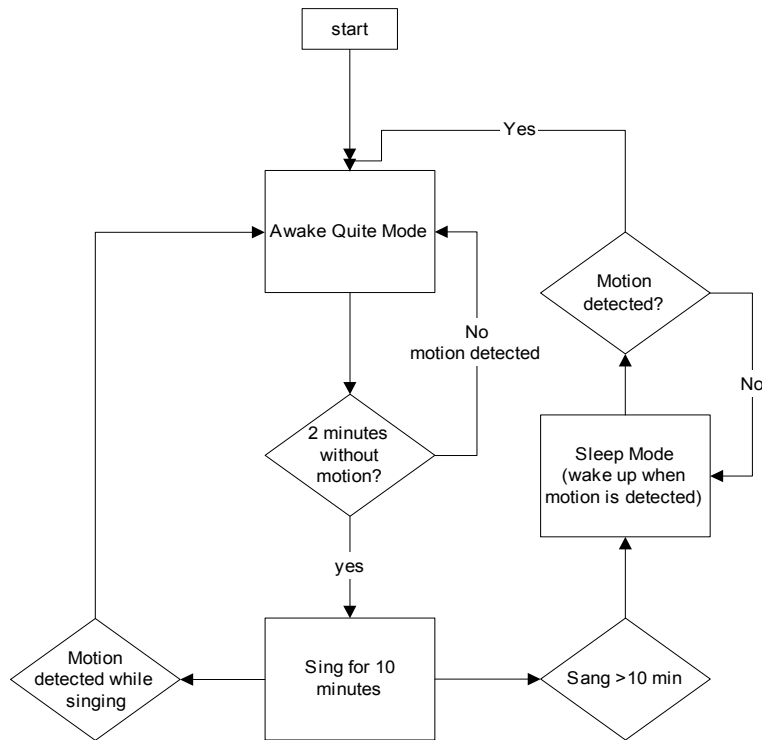 start
Yes
Awake Quite Mode
Motion
detected?
No
motion detected
No
2 minutes
without
motion?
Sleep Mode
(wake up when
motion is detected)
yes
Motion
detected while
singing
Sing for 10
minutes
Sang >10 min